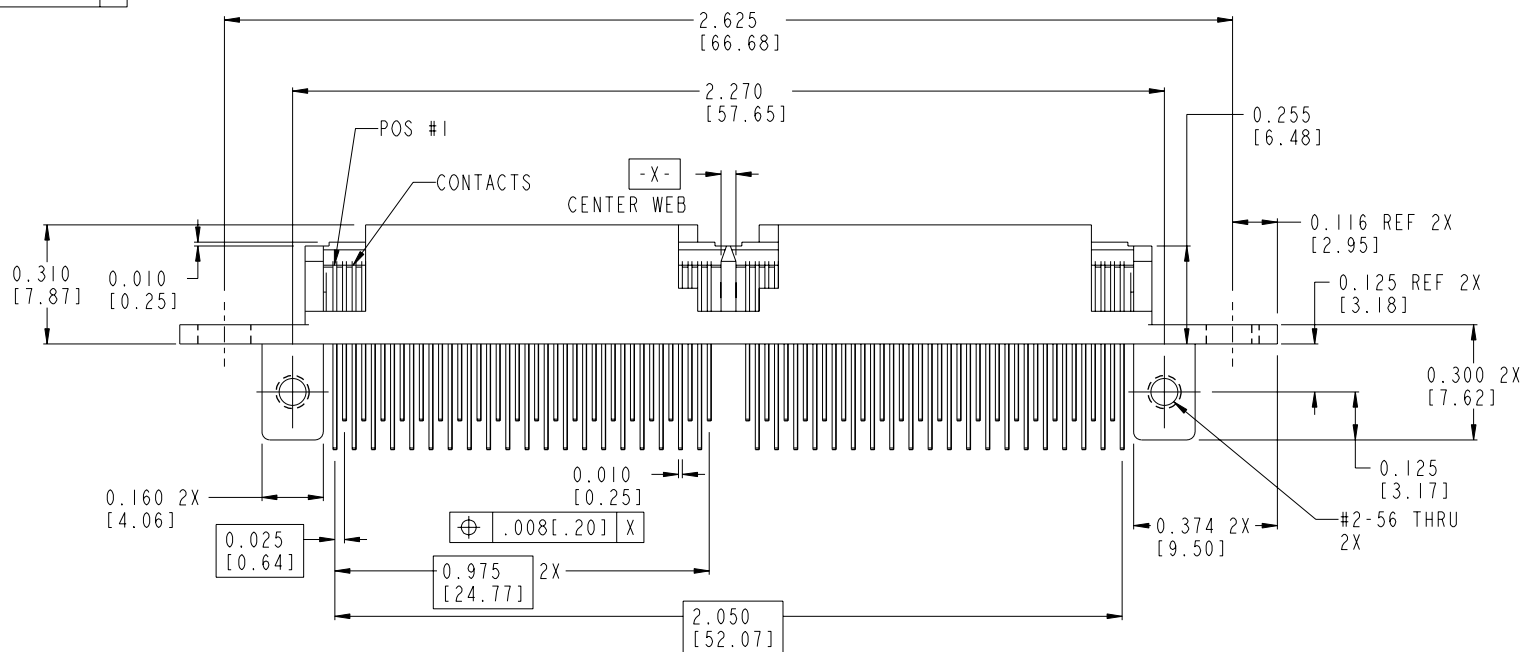 2.625
[66.68]
2.270
[57.65]
0.255
[6.48]
POS #1
CONTACTS
-X-
CENTER WEB
0.116 REF 2X
[2.95]
0.310
[7.87]
0.010
[0.25]
0.125 REF 2X
[3.18]
0.300 2X
[7.62]
0.010
[0.25]
0.125
[3.17]
0.160 2X
[4.06]
.008[.20] X
0.374 2X
[9.50]
#2-56 THRU
2X
0.025
[0.64]
0.975 2X
[24.77]
2.050
[52.07]